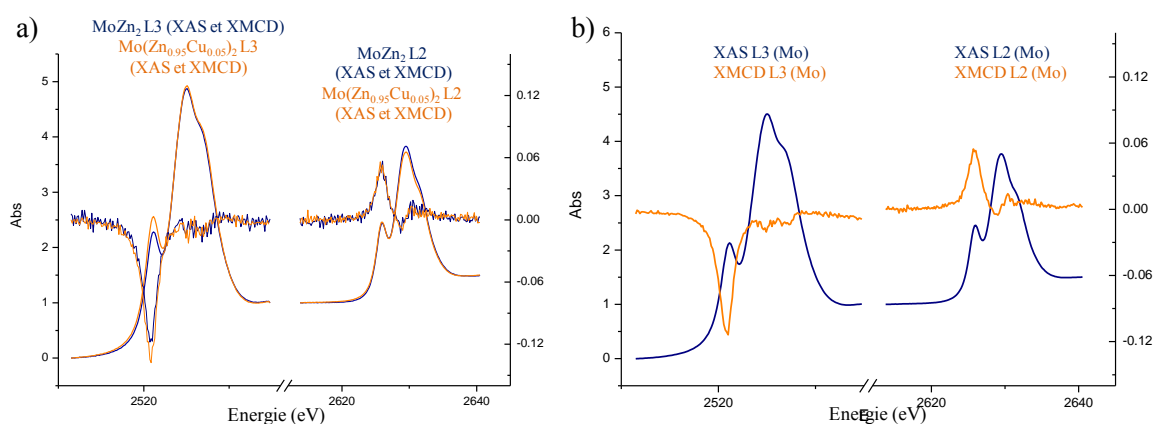 a)
MoZn₂ L3 (XAS et XMCD)
Mo(Zn₀.₉₅Cu₀.₀₅)₂ L3
(XAS et XMCD)
MoZn₂ L2
(XAS et XMCD)
Mo(Zn₀.₉₅Cu₀.₀₅)₂ L2
(XAS et XMCD)
5
4
3
2
1
0
Abs
0.12
0.06
0.00
-0.06
-0.12
2520
2620
2640
Energie (eV)
b)
XAS L3 (Mo)
XMCD L3 (Mo)
XAS L2 (Mo)
XMCD L2 (Mo)
6
5
4
3
2
1
0
Abs
0.12
0.06
0.00
-0.06
-0.12
2520
2620
2640
Energie (eV)